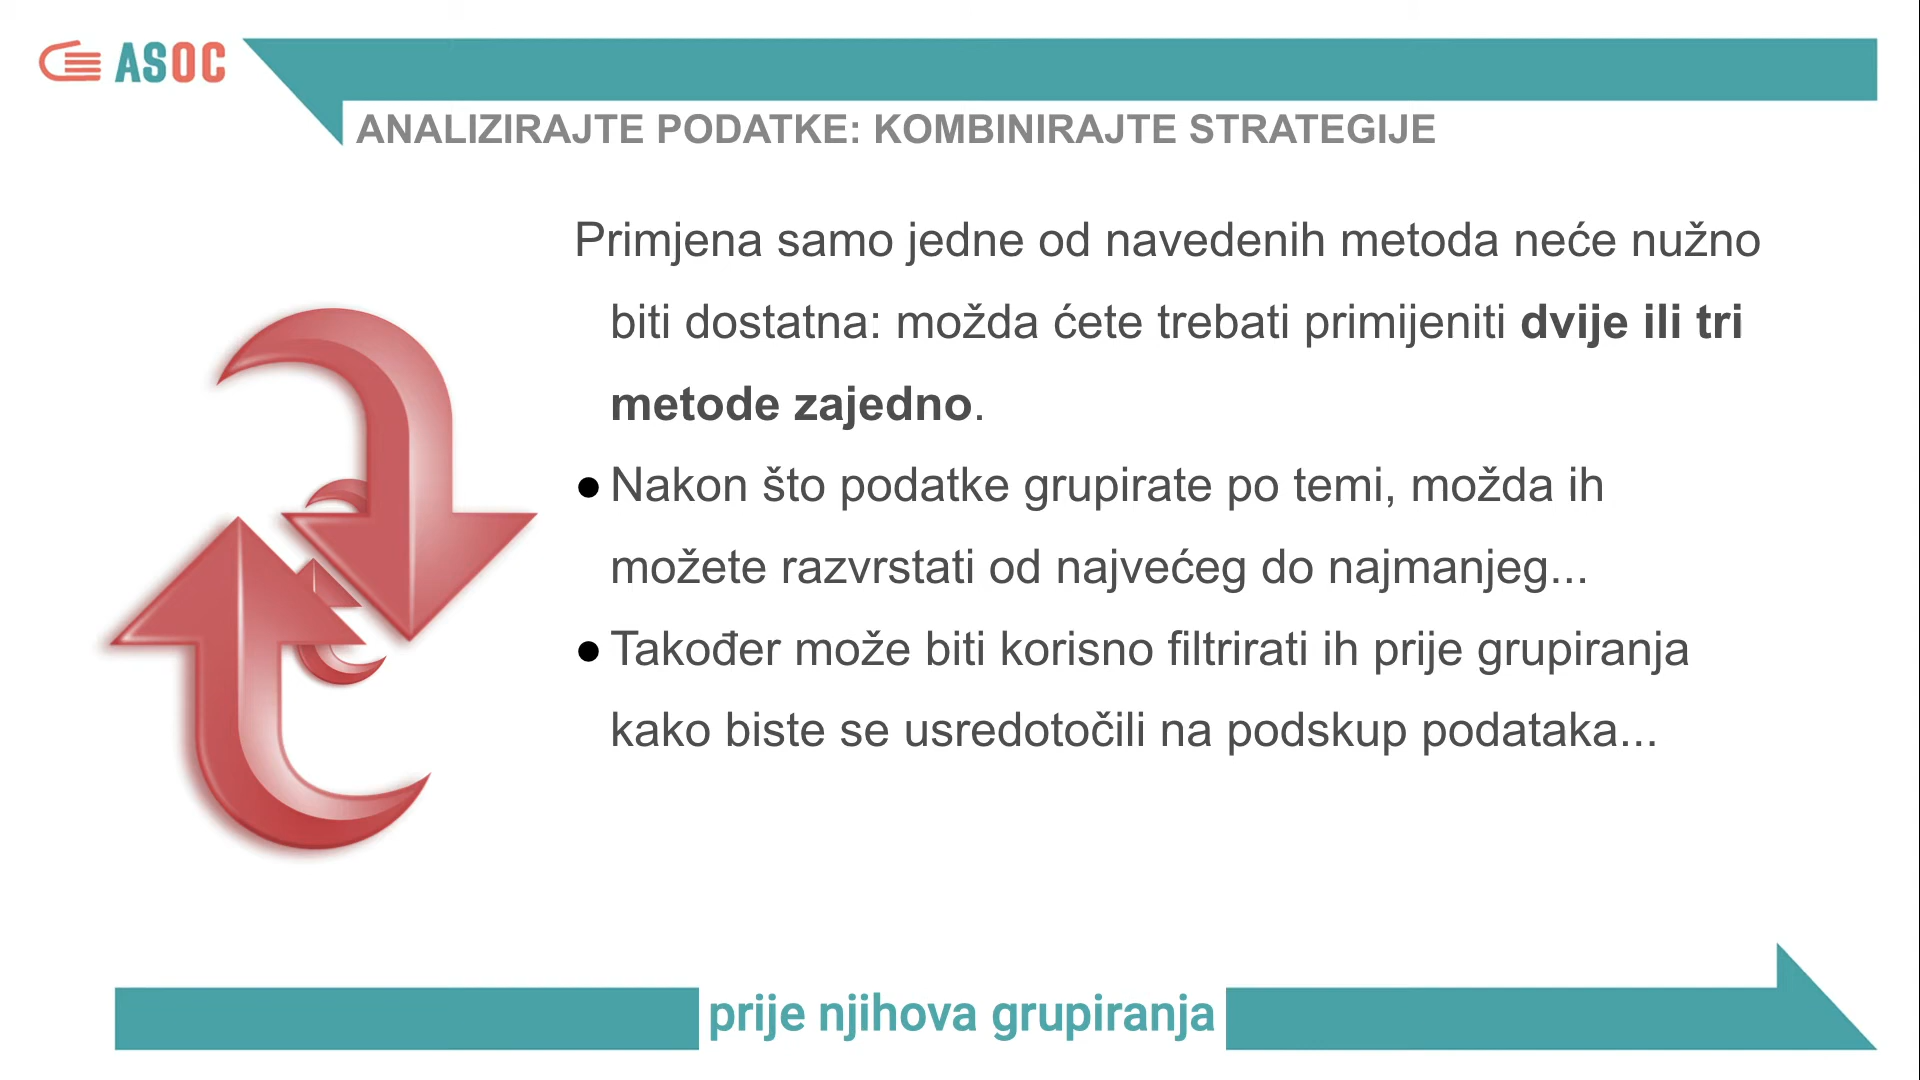 ASOC
ANALIZIRAJTE PODATKE: KOMBINIRAJTE STRATEGIJE
Primjena samo jedne od navedenih metoda neće nužno
biti dostatna: možda ćete trebati primijeniti dvije ili tri
metode zajedno.
● Nakon što podatke grupirate po temi, možda ih
možete razvrstati od najvećeg do najmanjeg...
● Također može biti korisno filtrirati ih prije grupiranja
kako biste se usredotočili na podskup podataka...
prije njihova grupiranja